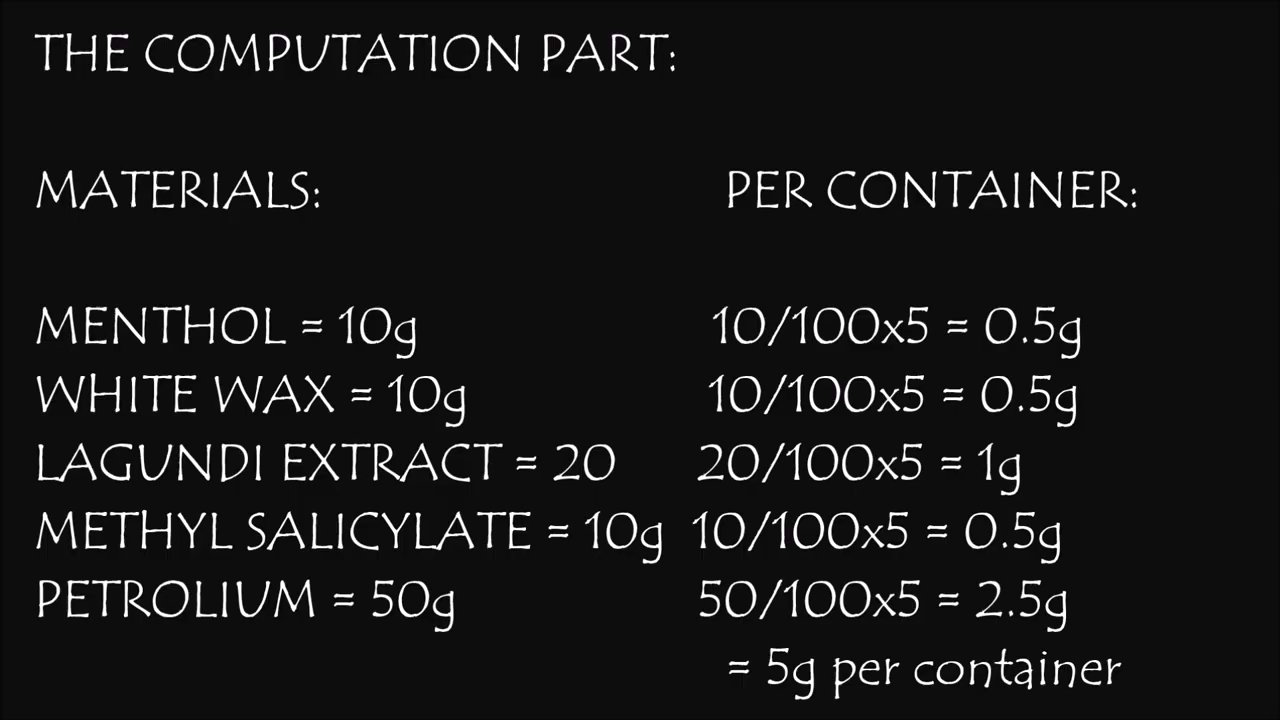 THE COMPUTATION PART:
MATERIALS: PER CONTAINER:
MENTHOL = 10g 10/100x5 = 0.5g
WHITE WAX = 10g 10/100x5 = 0.5g
LAGUNDI EXTRACT = 20 20/100x5 = 1g
METHYL SALICYLATE = 10g 10/100x5 = 0.5g
PETROLIUM = 50g 50/100x5 = 2.5g
= 5g per container